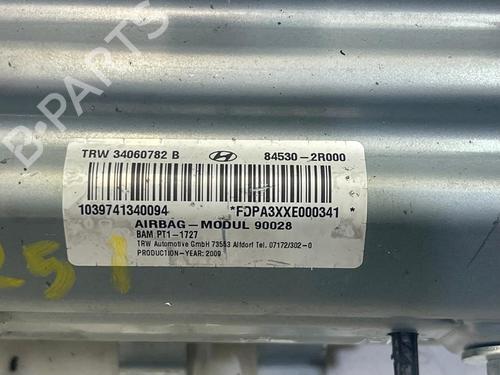 B-PARTS
TRW 34060782 B 84530-2R000
1039741340094 *FDPA3XXE000341 *
AIRBAG-MODUL 90028
BAM PT1-1727
TRW Automotive GmbH 73553 Alfdorf Tel. 07172/302-0
PRODUCTION-YEAR: 2009
251